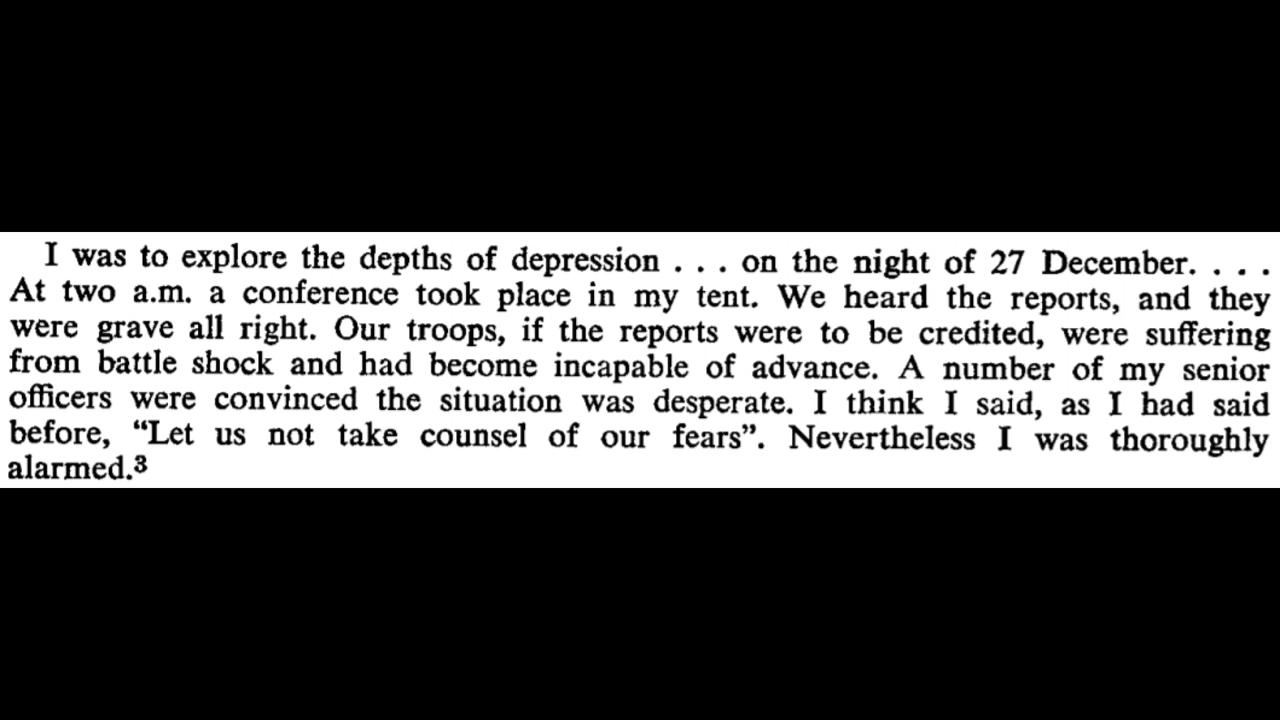 I was to explore the depths of depression . . . on the night of 27 December. . . .
At two a.m. a conference took place in my tent. We heard the reports, and they
were grave all right. Our troops, if the reports were to be credited, were suffering
from battle shock and had become incapable of advance. A number of my senior
officers were convinced the situation was desperate. I think I said, as I had said
before, “Let us not take counsel of our fears”. Nevertheless I was thoroughly
alarmed.3